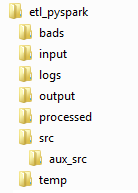 etl_pyspark
bads
input
logs
output
processed
src
aux_src
temp